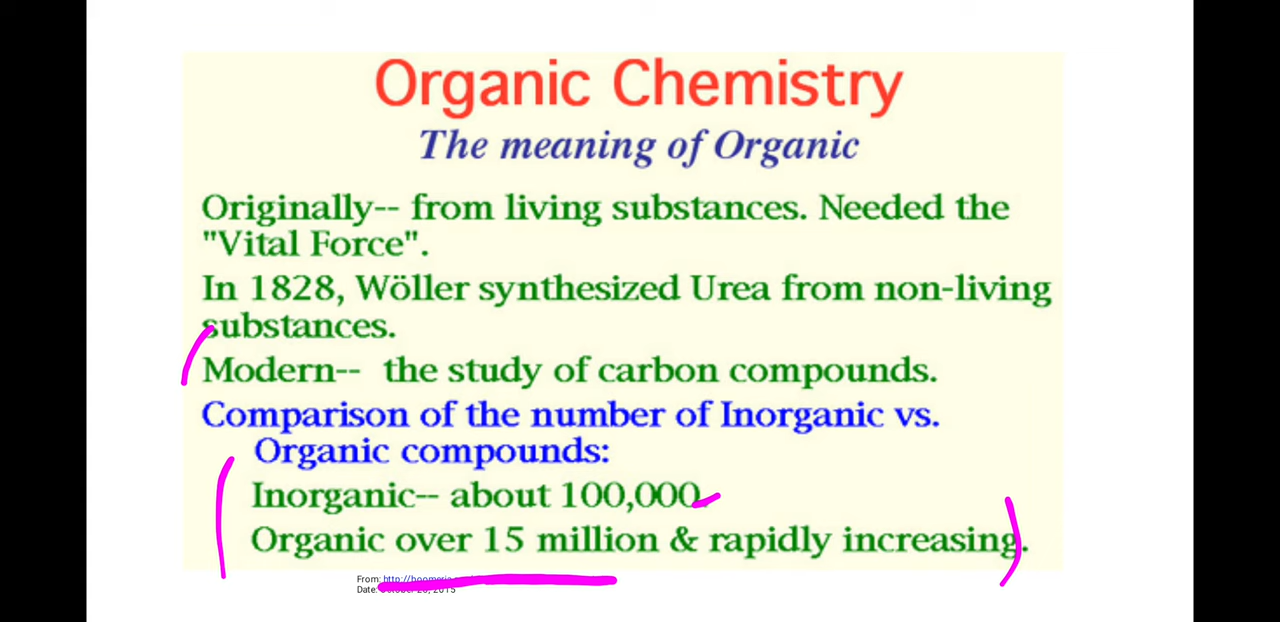 Organic Chemistry
The meaning of Organic
Originally-- from living substances. Needed the
"Vital Force".
In 1828, Wöller synthesized Urea from non-living
substances.
Modern-- the study of carbon compounds.
Comparison of the number of Inorganic vs.
Organic compounds:
Inorganic-- about 100,000
Organic over 15 million & rapidly increasing.
From:
Date: 2015